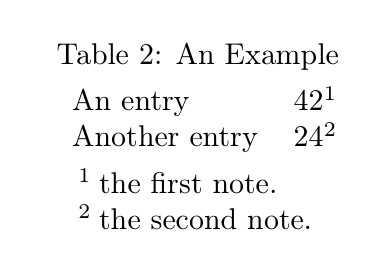 Table 2: An Example
An entry 42¹
Another entry 24²
¹ the first note.
² the second note.